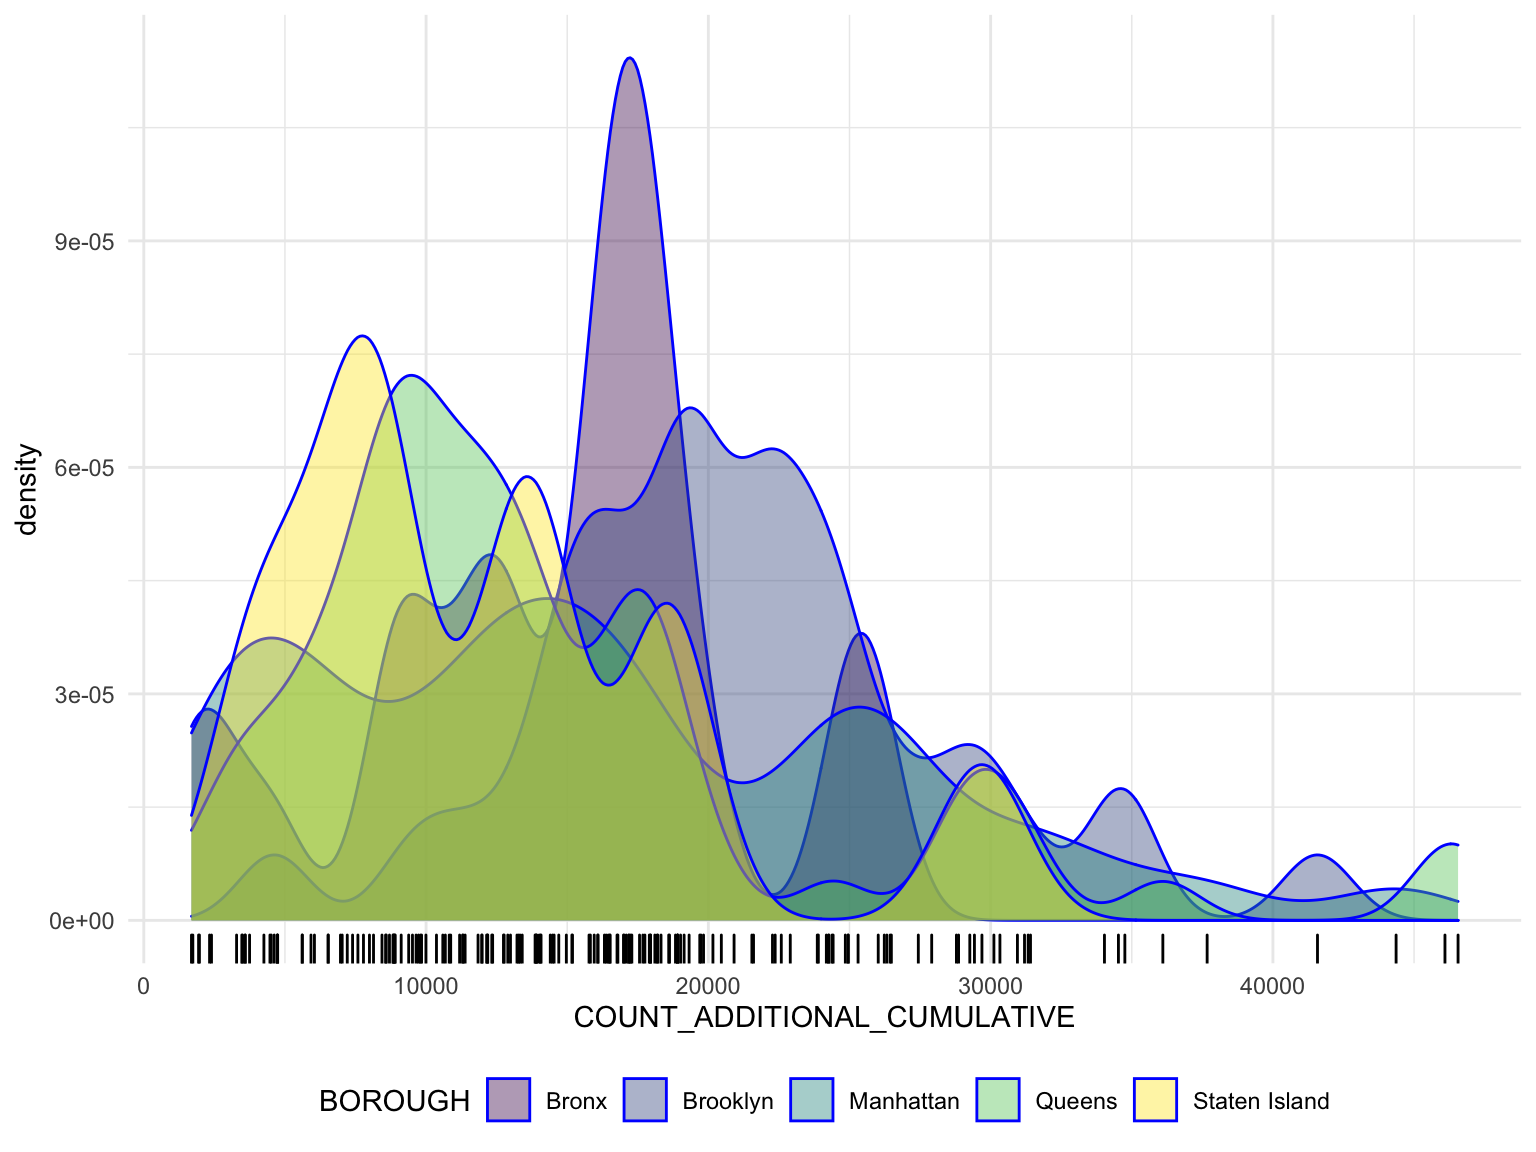 9e-05
6e-05
3e-05
0e+00
density
0 10000 20000 30000 40000
COUNT_ADDITIONAL_CUMULATIVE
BOROUGH Bronx Brooklyn Manhattan Queens Staten Island